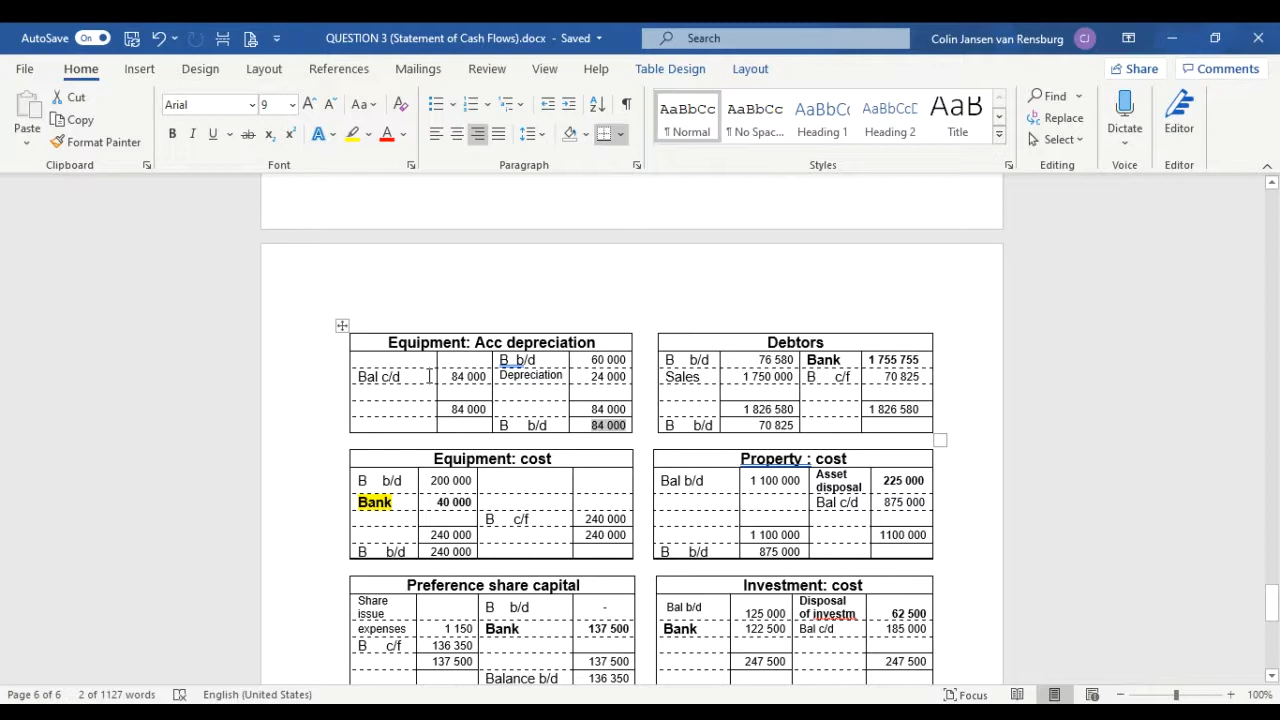 AutoSave On QUESTION 3 (Statement of Cash Flows).docx - Saved Search Colin Jansen van Rensburg CJ
File Home Insert Design Layout References Mailings Review View Help Table Design Layout Share Comments
Paste Cut Copy Format Painter
Arial 9 Aa
B I U ab x₂ x² A A
AaBbCc AaBbCc AaBbCc AaBbCcD AaB
¶ Normal ¶ No Spac... Heading 1 Heading 2 Title
Find Replace Select Dictate Editor
Clipboard Font Paragraph Styles Editing Voice Editor
Equipment: Acc depreciation
B b/d 60 000
Bal c/d 84 000 Depreciation 24 000
84 000 84 000
B b/d 84 000
Debtors
B b/d 76 580 Bank 1 755 755
Sales 1 750 000 B c/f 70 825
1 826 580 1 826 580
B b/d 70 825
Equipment: cost
B b/d 200 000
Bank 40 000
B c/f 240 000
240 000 240 000
B b/d 240 000
Property : cost
Bal b/d 1 100 000 Asset disposal 225 000
Bal c/d 875 000
1 100 000 1100 000
B b/d 875 000
Preference share capital
Share issue B b/d -
expenses 1 150 Bank 137 500
B c/f 136 350
137 500 137 500
Balance b/d 136 350
Investment: cost
Bal b/d 125 000 Disposal of investm 62 500
Bank 122 500 Bal c/d 185 000
247 500 247 500
Page 6 of 6 2 of 1127 words English (United States) Focus 100%